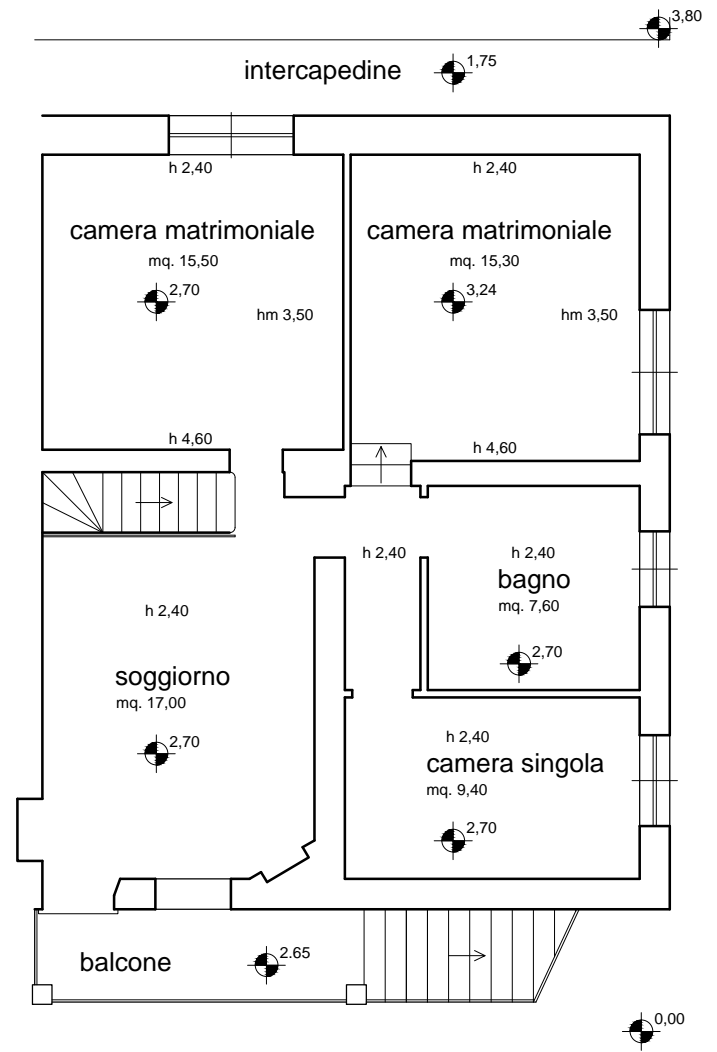 3,80
intercapedine 1,75
h 2,40 h 2,40
camera matrimoniale camera matrimoniale
mq. 15,50 mq. 15,30
2,70 3,24
hm 3,50 hm 3,50
h 4,60 h 4,60
h 2,40 h 2,40
bagno
mq. 7,60
h 2,40
2,70
soggiorno
mq. 17,00
2,70
h 2,40
camera singola
mq. 9,40
2,70
balcone 2.65
0,00